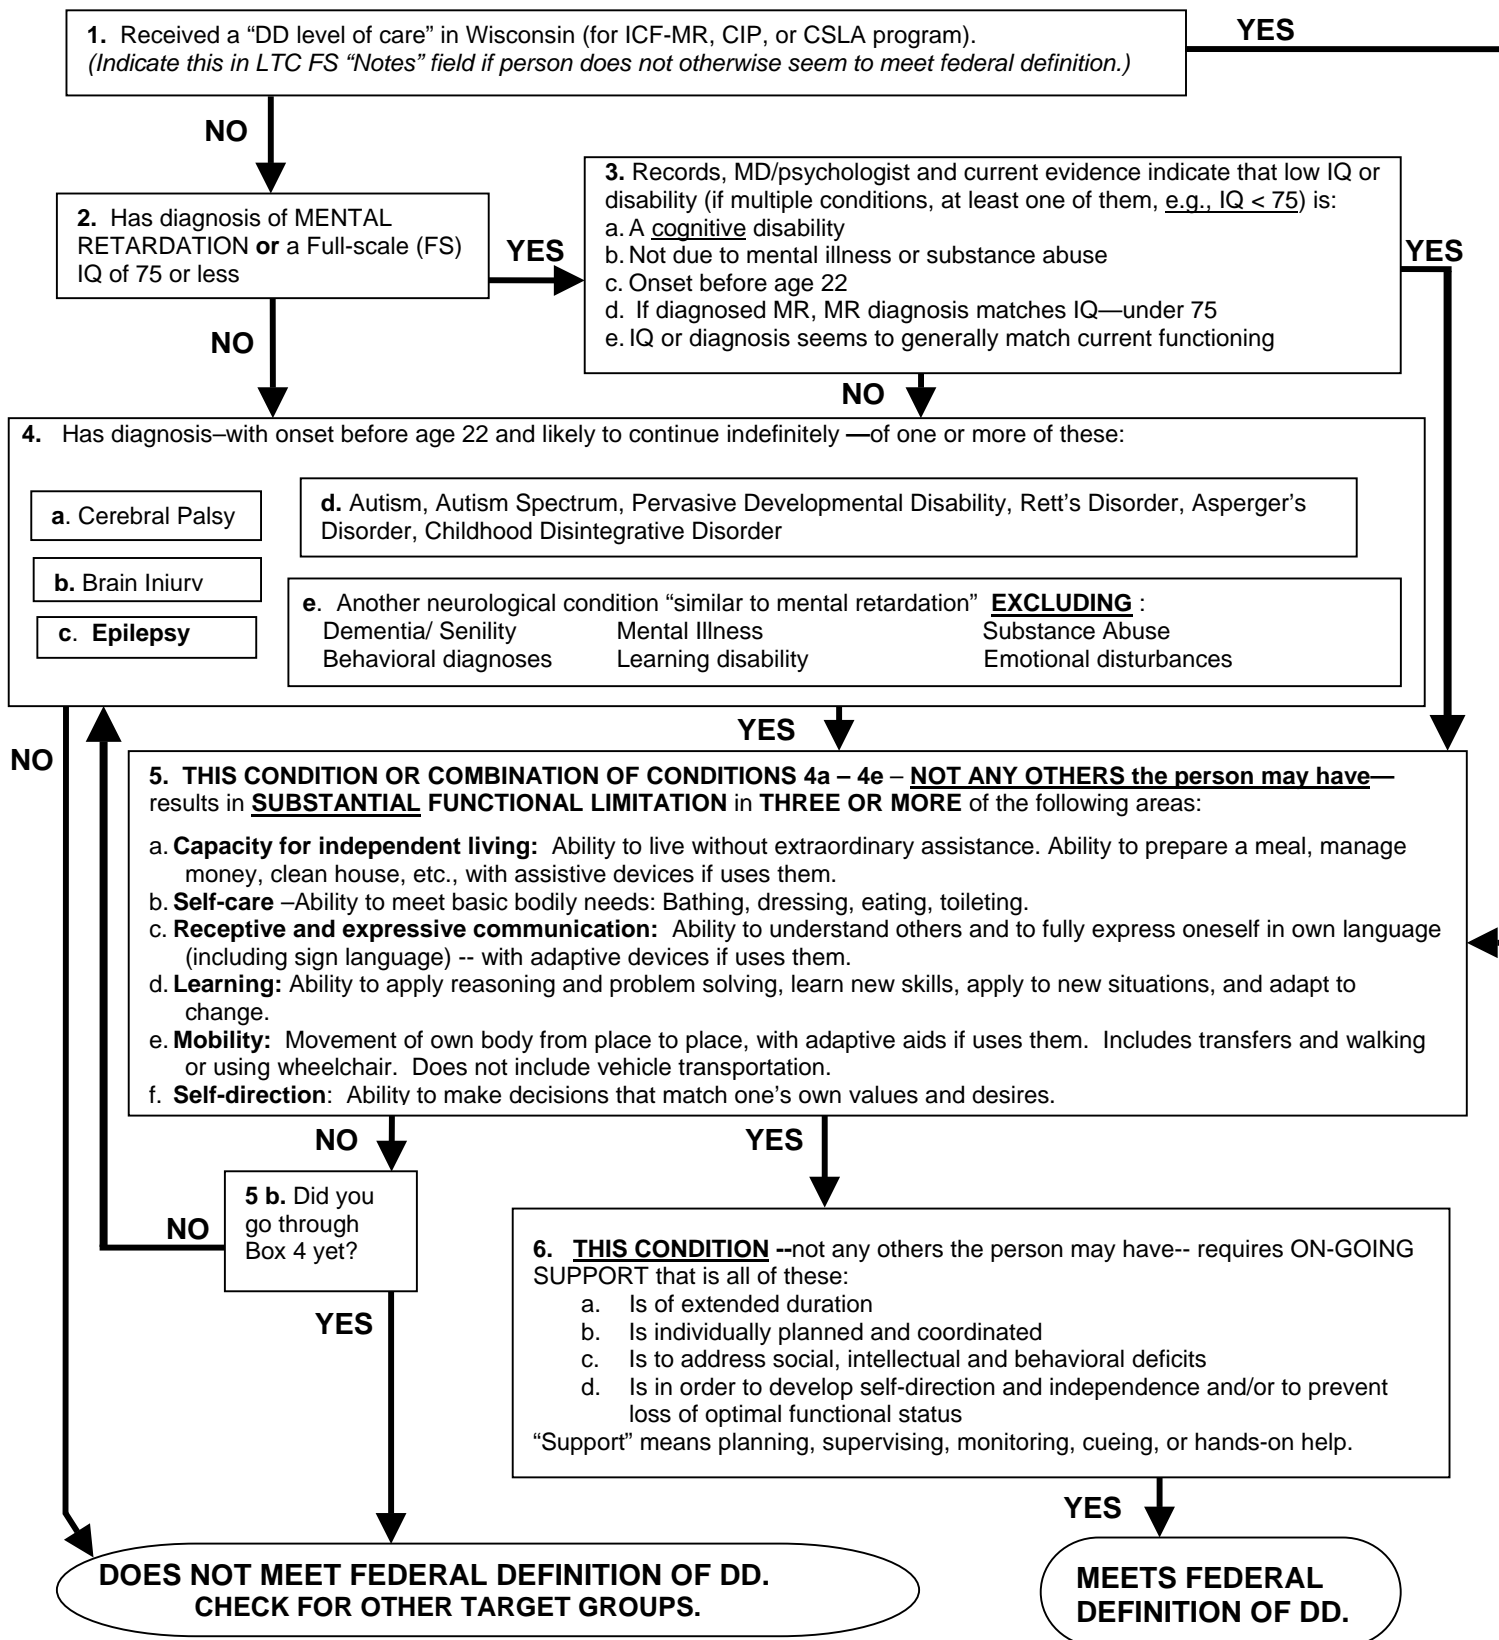 1. Received a “DD level of care” in Wisconsin (for ICF-MR, CIP, or CSLA program).
(Indicate this in LTC FS “Notes” field if person does not otherwise seem to meet federal definition.)
YES
NO
2. Has diagnosis of MENTAL
RETARDATION or a Full-scale (FS)
IQ of 75 or less
YES
3. Records, MD/psychologist and current evidence indicate that low IQ or
disability (if multiple conditions, at least one of them, e.g., IQ < 75) is:
a. A cognitive disability
b. Not due to mental illness or substance abuse
c. Onset before age 22
d. If diagnosed MR, MR diagnosis matches IQ—under 75
e. IQ or diagnosis seems to generally match current functioning
YES
NO
NO
4. Has diagnosis–with onset before age 22 and likely to continue indefinitely —of one or more of these:
a. Cerebral Palsy
b. Brain Iniurv
c. Epilepsy
d. Autism, Autism Spectrum, Pervasive Developmental Disability, Rett’s Disorder, Asperger’s
Disorder, Childhood Disintegrative Disorder
e. Another neurological condition “similar to mental retardation” EXCLUDING :
Dementia/ Senility Mental Illness Substance Abuse
Behavioral diagnoses Learning disability Emotional disturbances
NO
YES
5. THIS CONDITION OR COMBINATION OF CONDITIONS 4a – 4e – NOT ANY OTHERS the person may have—
results in SUBSTANTIAL FUNCTIONAL LIMITATION in THREE OR MORE of the following areas:
a. Capacity for independent living: Ability to live without extraordinary assistance. Ability to prepare a meal, manage
money, clean house, etc., with assistive devices if uses them.
b. Self-care –Ability to meet basic bodily needs: Bathing, dressing, eating, toileting.
c. Receptive and expressive communication: Ability to understand others and to fully express oneself in own language
(including sign language) -- with adaptive devices if uses them.
d. Learning: Ability to apply reasoning and problem solving, learn new skills, apply to new situations, and adapt to
change.
e. Mobility: Movement of own body from place to place, with adaptive aids if uses them. Includes transfers and walking
or using wheelchair. Does not include vehicle transportation.
f. Self-direction: Ability to make decisions that match one’s own values and desires.
NO
YES
5 b. Did you
go through
Box 4 yet?
NO
YES
6. THIS CONDITION --not any others the person may have-- requires ON-GOING
SUPPORT that is all of these:
a. Is of extended duration
b. Is individually planned and coordinated
c. Is to address social, intellectual and behavioral deficits
d. Is in order to develop self-direction and independence and/or to prevent
loss of optimal functional status
“Support” means planning, supervising, monitoring, cueing, or hands-on help.
YES
DOES NOT MEET FEDERAL DEFINITION OF DD.
CHECK FOR OTHER TARGET GROUPS.
MEETS FEDERAL
DEFINITION OF DD.